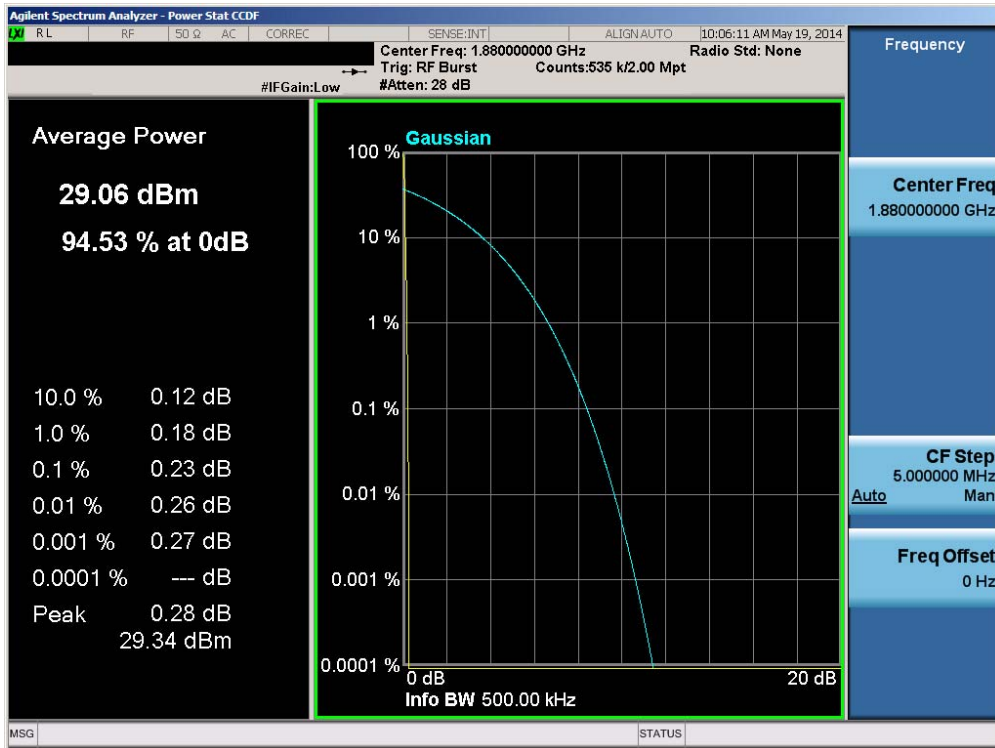 Agilent Spectrum Analyzer - Power Stat CCDF
LXI RL RF 50 Ω AC CORREC SENSE:INT ALIGNAUTO 10:06:11 AM May 19, 2014
Center Freq: 1.880000000 GHz Radio Std: None
Trig: RF Burst Counts:535 k/2.00 Mpt
#IFGain:Low #Atten: 28 dB
Frequency
Average Power
29.06 dBm
94.53 % at 0dB
10.0 % 0.12 dB
1.0 % 0.18 dB
0.1 % 0.23 dB
0.01 % 0.26 dB
0.001 % 0.27 dB
0.0001 % --- dB
Peak 0.28 dB
29.34 dBm
Gaussian
100 %
10 %
1 %
0.1 %
0.01 %
0.001 %
0.0001 %
0 dB 20 dB
Info BW 500.00 kHz
Center Freq
1.880000000 GHz
CF Step
5.000000 MHz
Auto Man
Freq Offset
0 Hz
MSG STATUS